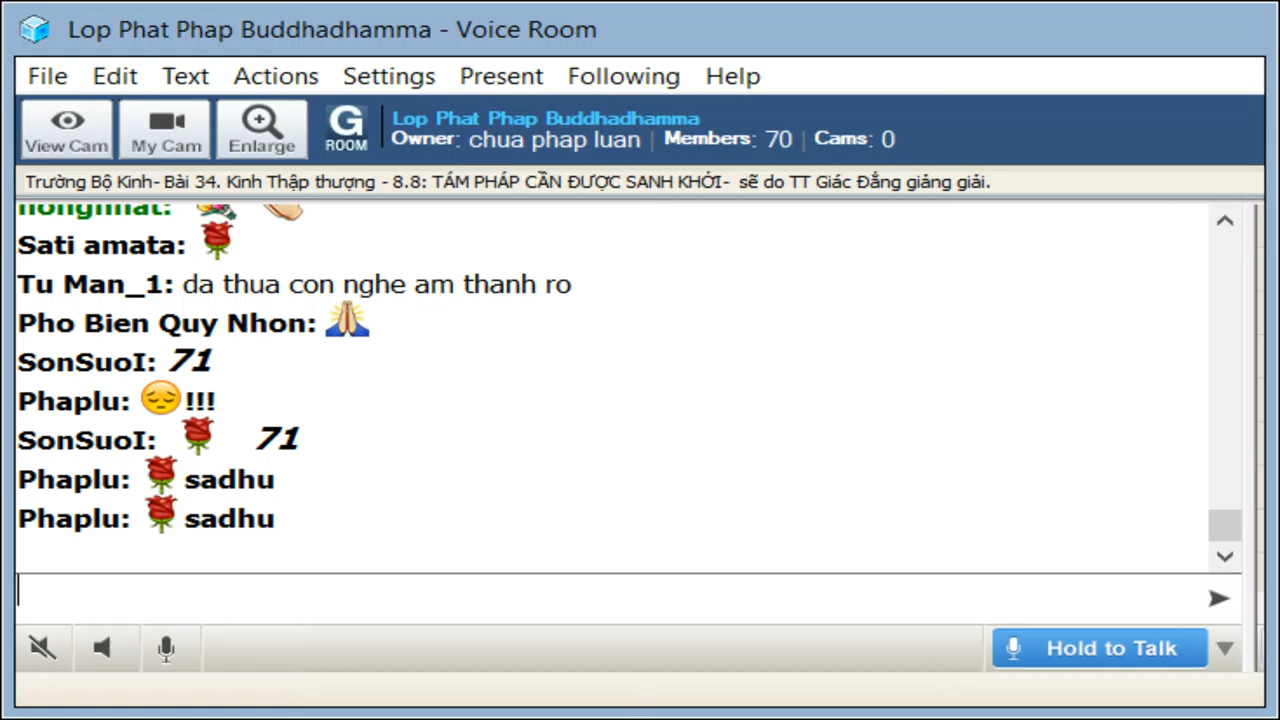 Lop Phat Phap Buddhadhamma - Voice Room
File Edit Text Actions Settings Present Following Help
View Cam My Cam Enlarge G ROOM
Lop Phat Phap Buddhadhamma
Owner: chua phap luan | Members: 70 | Cams: 0
Trường Bộ Kinh- Bài 34. Kinh Thập thượng - 8.8: TÁM PHÁP CẦN ĐƯỢC SANH KHỞI- sẽ do TT Giác Đẳng giảng giải.
Sati amata:
Tu Man_1: da thua con nghe am thanh ro
Pho Bien Quy Nhon:
SonSuoI: 71
Phaplu: !!!
SonSuoI: 71
Phaplu: sadhu
Phaplu: sadhu
Hold to Talk